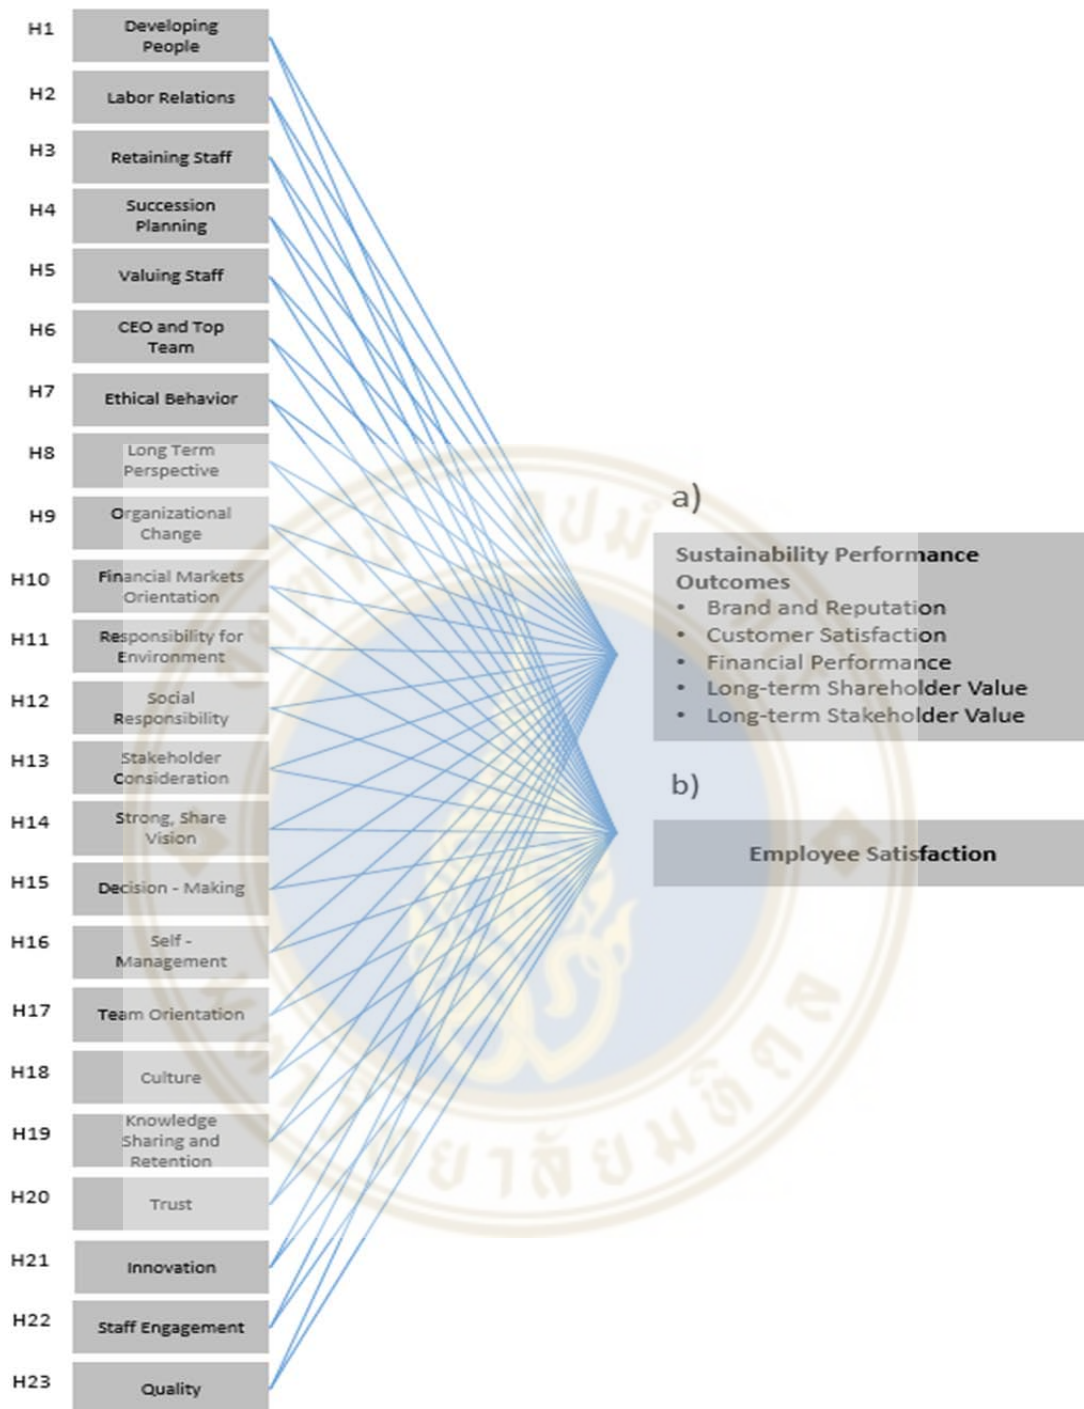 H1
Developing
People
H2
Labor Relations
H3
Retaining Staff
H4
Succession
Planning
H5
Valuing Staff
H6
CEO and Top
Team
H7
Ethical Behavior
H8
Long Term
Perspective
H9
Organizational
Change
H10
Financial Markets
Orientation
H11
Responsibility for
Environment
H12
Social
Responsibility
H13
Stakeholder
Consideration
H14
Strong, Share
Vision
H15
Decision - Making
H16
Self -
Management
H17
Team Orientation
H18
Culture
H19
Knowledge
Sharing and
Retention
H20
Trust
H21
Innovation
H22
Staff Engagement
H23
Quality
a)
Sustainability Performance
Outcomes
• Brand and Reputation
• Customer Satisfaction
• Financial Performance
• Long-term Shareholder Value
• Long-term Stakeholder Value
b)
Employee Satisfaction